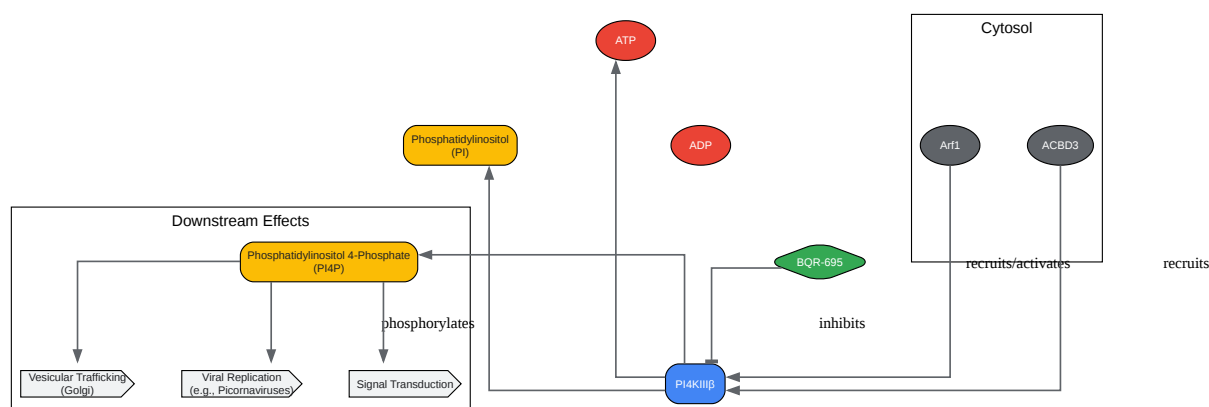 Cytosol
ATP
Phosphatidylinositol
(PI)
ADP
Arf1
ACBD3
Downstream Effects
Phosphatidylinositol 4-Phosphate
(PI4P)
BQR-695
recruits/activates
recruits
phosphorylates
inhibits
Vesicular Trafficking
(Golgi)
Viral Replication
(e.g., Picornaviruses)
Signal Transduction
PI4KIIIβ